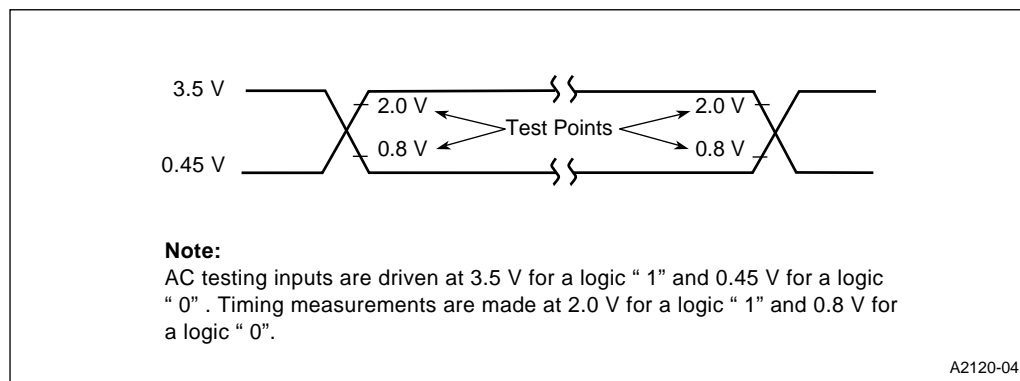 3.5 V
2.0 V
2.0 V
Test Points
0.8 V
0.8 V
0.45 V
Note:
AC testing inputs are driven at 3.5 V for a logic “ 1” and 0.45 V for a logic
“ 0” . Timing measurements are made at 2.0 V for a logic “ 1” and 0.8 V for
a logic “ 0”.
A2120-04